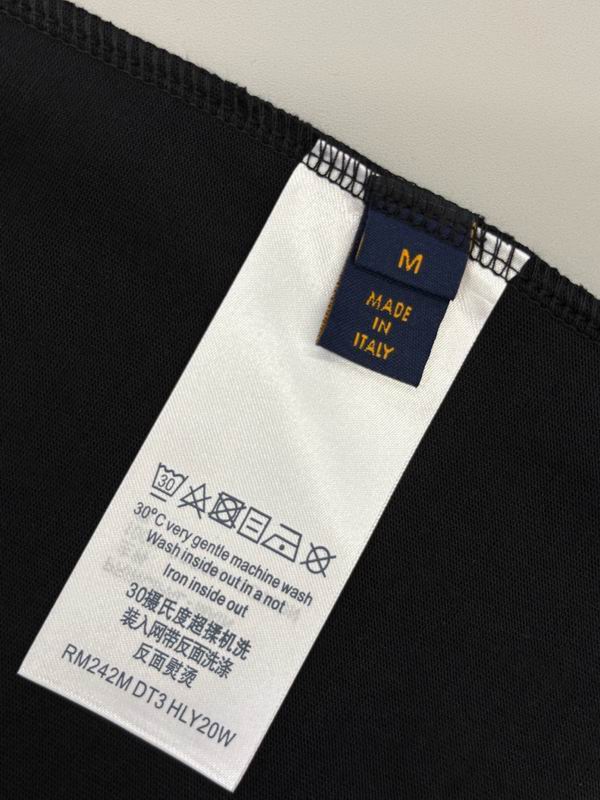 M
MADE
IN
ITALY
30
30°C very gentle machine wash
Wash inside out in a not
Iron inside out
30摄氏度超揉机洗
装入网带反面洗涤
反面熨烫
RM242M DT3 HLY20W